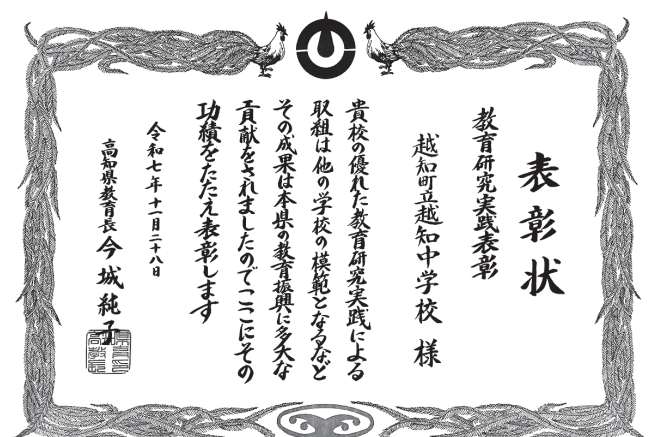 表彰状
教育研究実践表彰
越知町立越知中学校 様
貴校の優れた教育研究実践による
取組は他の学校の模範となるなど
その成果は本県の教育振興に多大な
貢献をされましたのでここにその
功績をたたえ表彰します
令和七年十一月二十八日
高知県教育長 今城純子